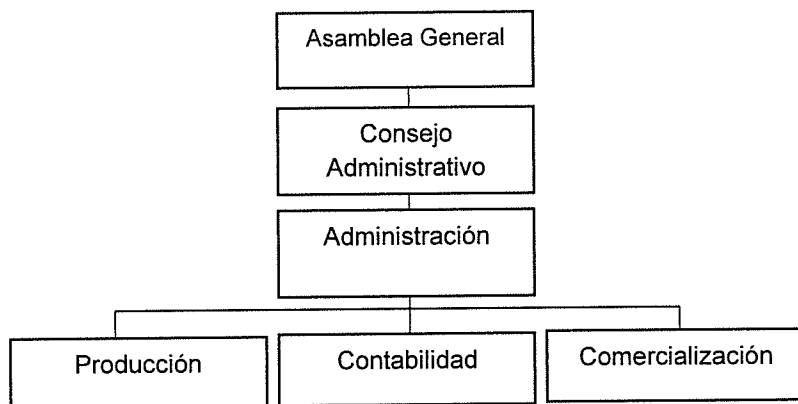 Asamblea General
Consejo
Administrativo
Administración
Producción
Contabilidad
Comercialización